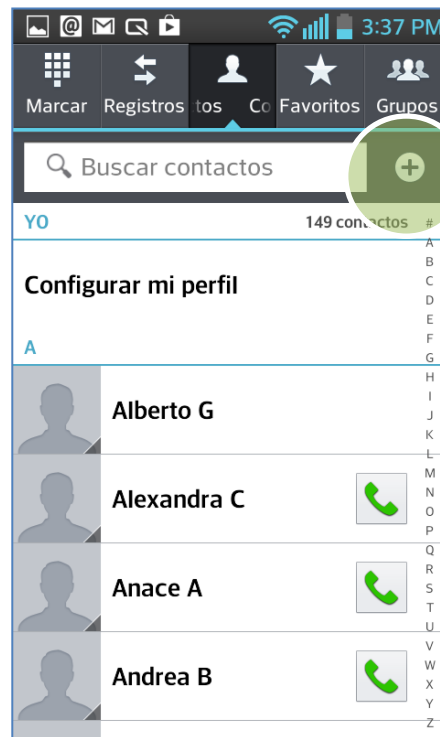 3:37 PM
Marcar Registros tos Co Favoritos Grupos
Buscar contactos
YO 149 contactos
Configurar mi perfil
A
Alberto G
Alexandra C
Anace A
Andrea B
#
A
B
C
D
E
F
G
H
I
J
K
L
M
N
O
P
Q
R
S
T
U
V
W
X
Y
Z